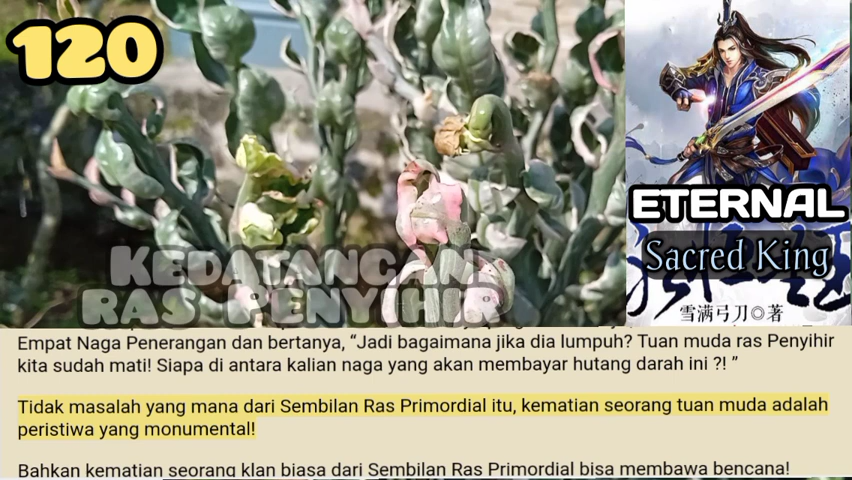 120
KEDATANGAN
RAS PENYIHIR
ETERNAL
Sacred King
雪满弓刀◎著
Empat Naga Penerangan dan bertanya, “Jadi bagaimana jika dia lumpuh? Tuan muda ras Penyihir
kita sudah mati! Siapa di antara kalian naga yang akan membayar hutang darah ini ?! ”
Tidak masalah yang mana dari Sembilan Ras Primordial itu, kematian seorang tuan muda adalah
peristiwa yang monumental!
Bahkan kematian seorang klan biasa dari Sembilan Ras Primordial bisa membawa bencana!